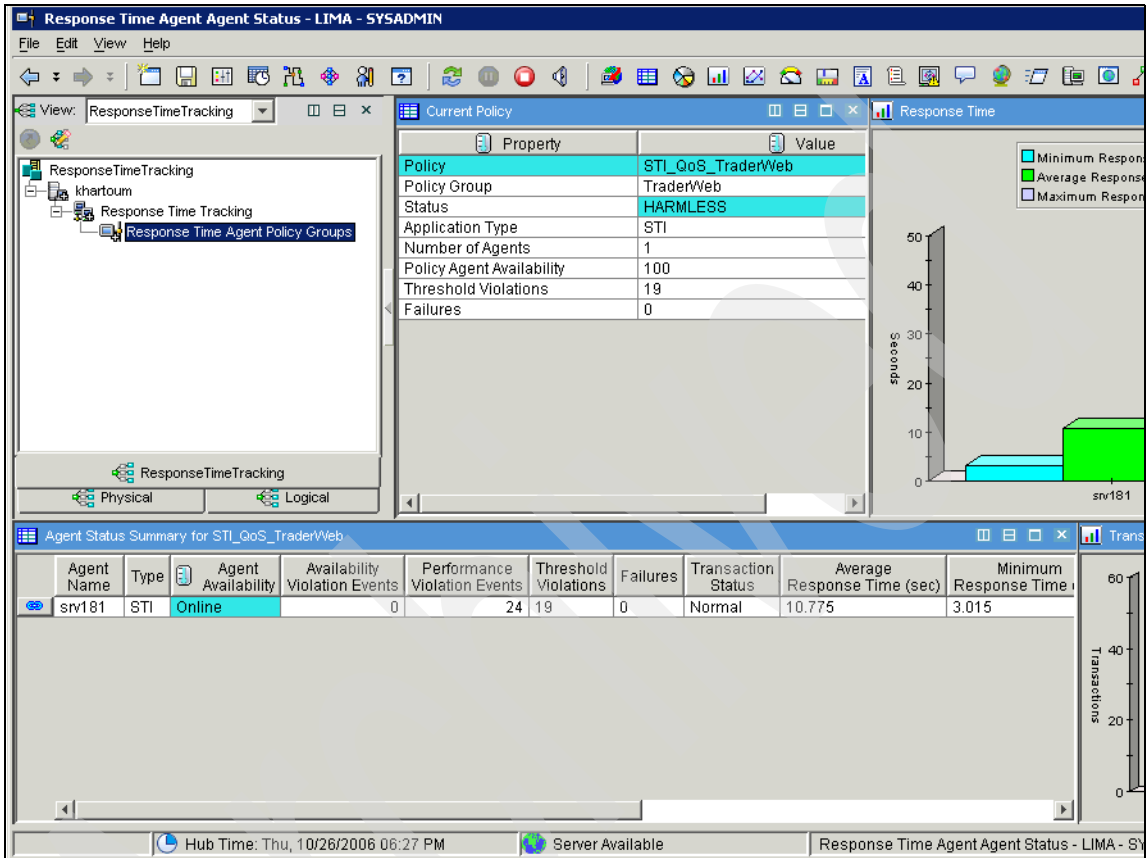 Response Time Agent Agent Status - LIMA - SYSADMIN
File Edit View Help
View: ResponseTimeTracking
ResponseTimeTracking
khartoum
Response Time Tracking
Response Time Agent Policy Groups
ResponseTimeTracking
Physical Logical
Current Policy
Property Value
Policy STI_QoS_TraderWeb
Policy Group TraderWeb
Status HARMLESS
Application Type STI
Number of Agents 1
Policy Agent Availability 100
Threshold Violations 19
Failures 0
Response Time
Minimum Respon
Average Response
Maximum Respon
50
40
30
20
10
0
Seconds
srv181
Agent Status Summary for STI_QoS_TraderWeb
Agent Name Type Agent Availability Availability Violation Events Performance Violation Events Threshold Violations Failures Transaction Status Average Response Time (sec) Minimum Response Time
srv181 STI Online 0 24 19 0 Normal 10.775 3.015
Trans
60
40
20
0
Transactions
Hub Time: Thu, 10/26/2006 06:27 PM
Server Available
Response Time Agent Agent Status - LIMA - SY